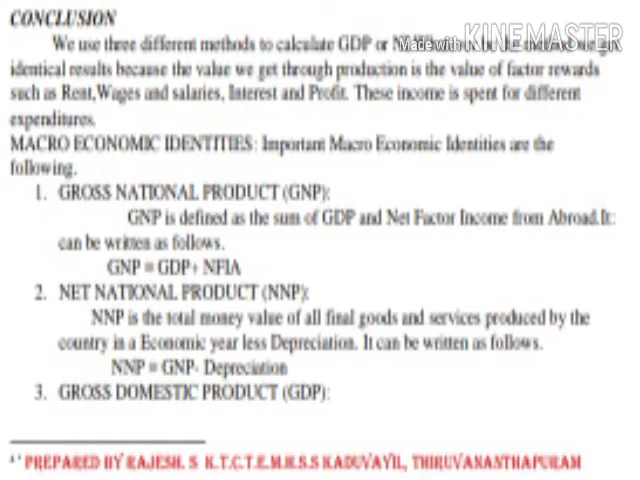 CONCLUSION
We use three different methods to calculate GDP or
Made with KINEMASTER
identical results because the value we get through production is the value of factor rewards
such as Rent,Wages and salaries, Interest and Profit. These income is spent for different
expenditures.
MACRO ECONOMIC IDENTITIES: Important Macro Economic Identities are the
following.
1. GROSS NATIONAL PRODUCT (GNP):
GNP is defined as the sum of GDP and Net Factor Income from Abroad.It
can be written as follows.
GNP = GDP+ NFIA
2. NET NATIONAL PRODUCT (NNP):
NNP is the total money value of all final goods and services produced by the
country in a Economic year less Depreciation. It can be written as follows.
NNP = GNP- Depreciation
3. GROSS DOMESTIC PRODUCT (GDP):
PREPARED BY RAJESH. S K.T.C.T.E.M.H.S.S KADUVAYIL, THIRUVANANTHAPURAM